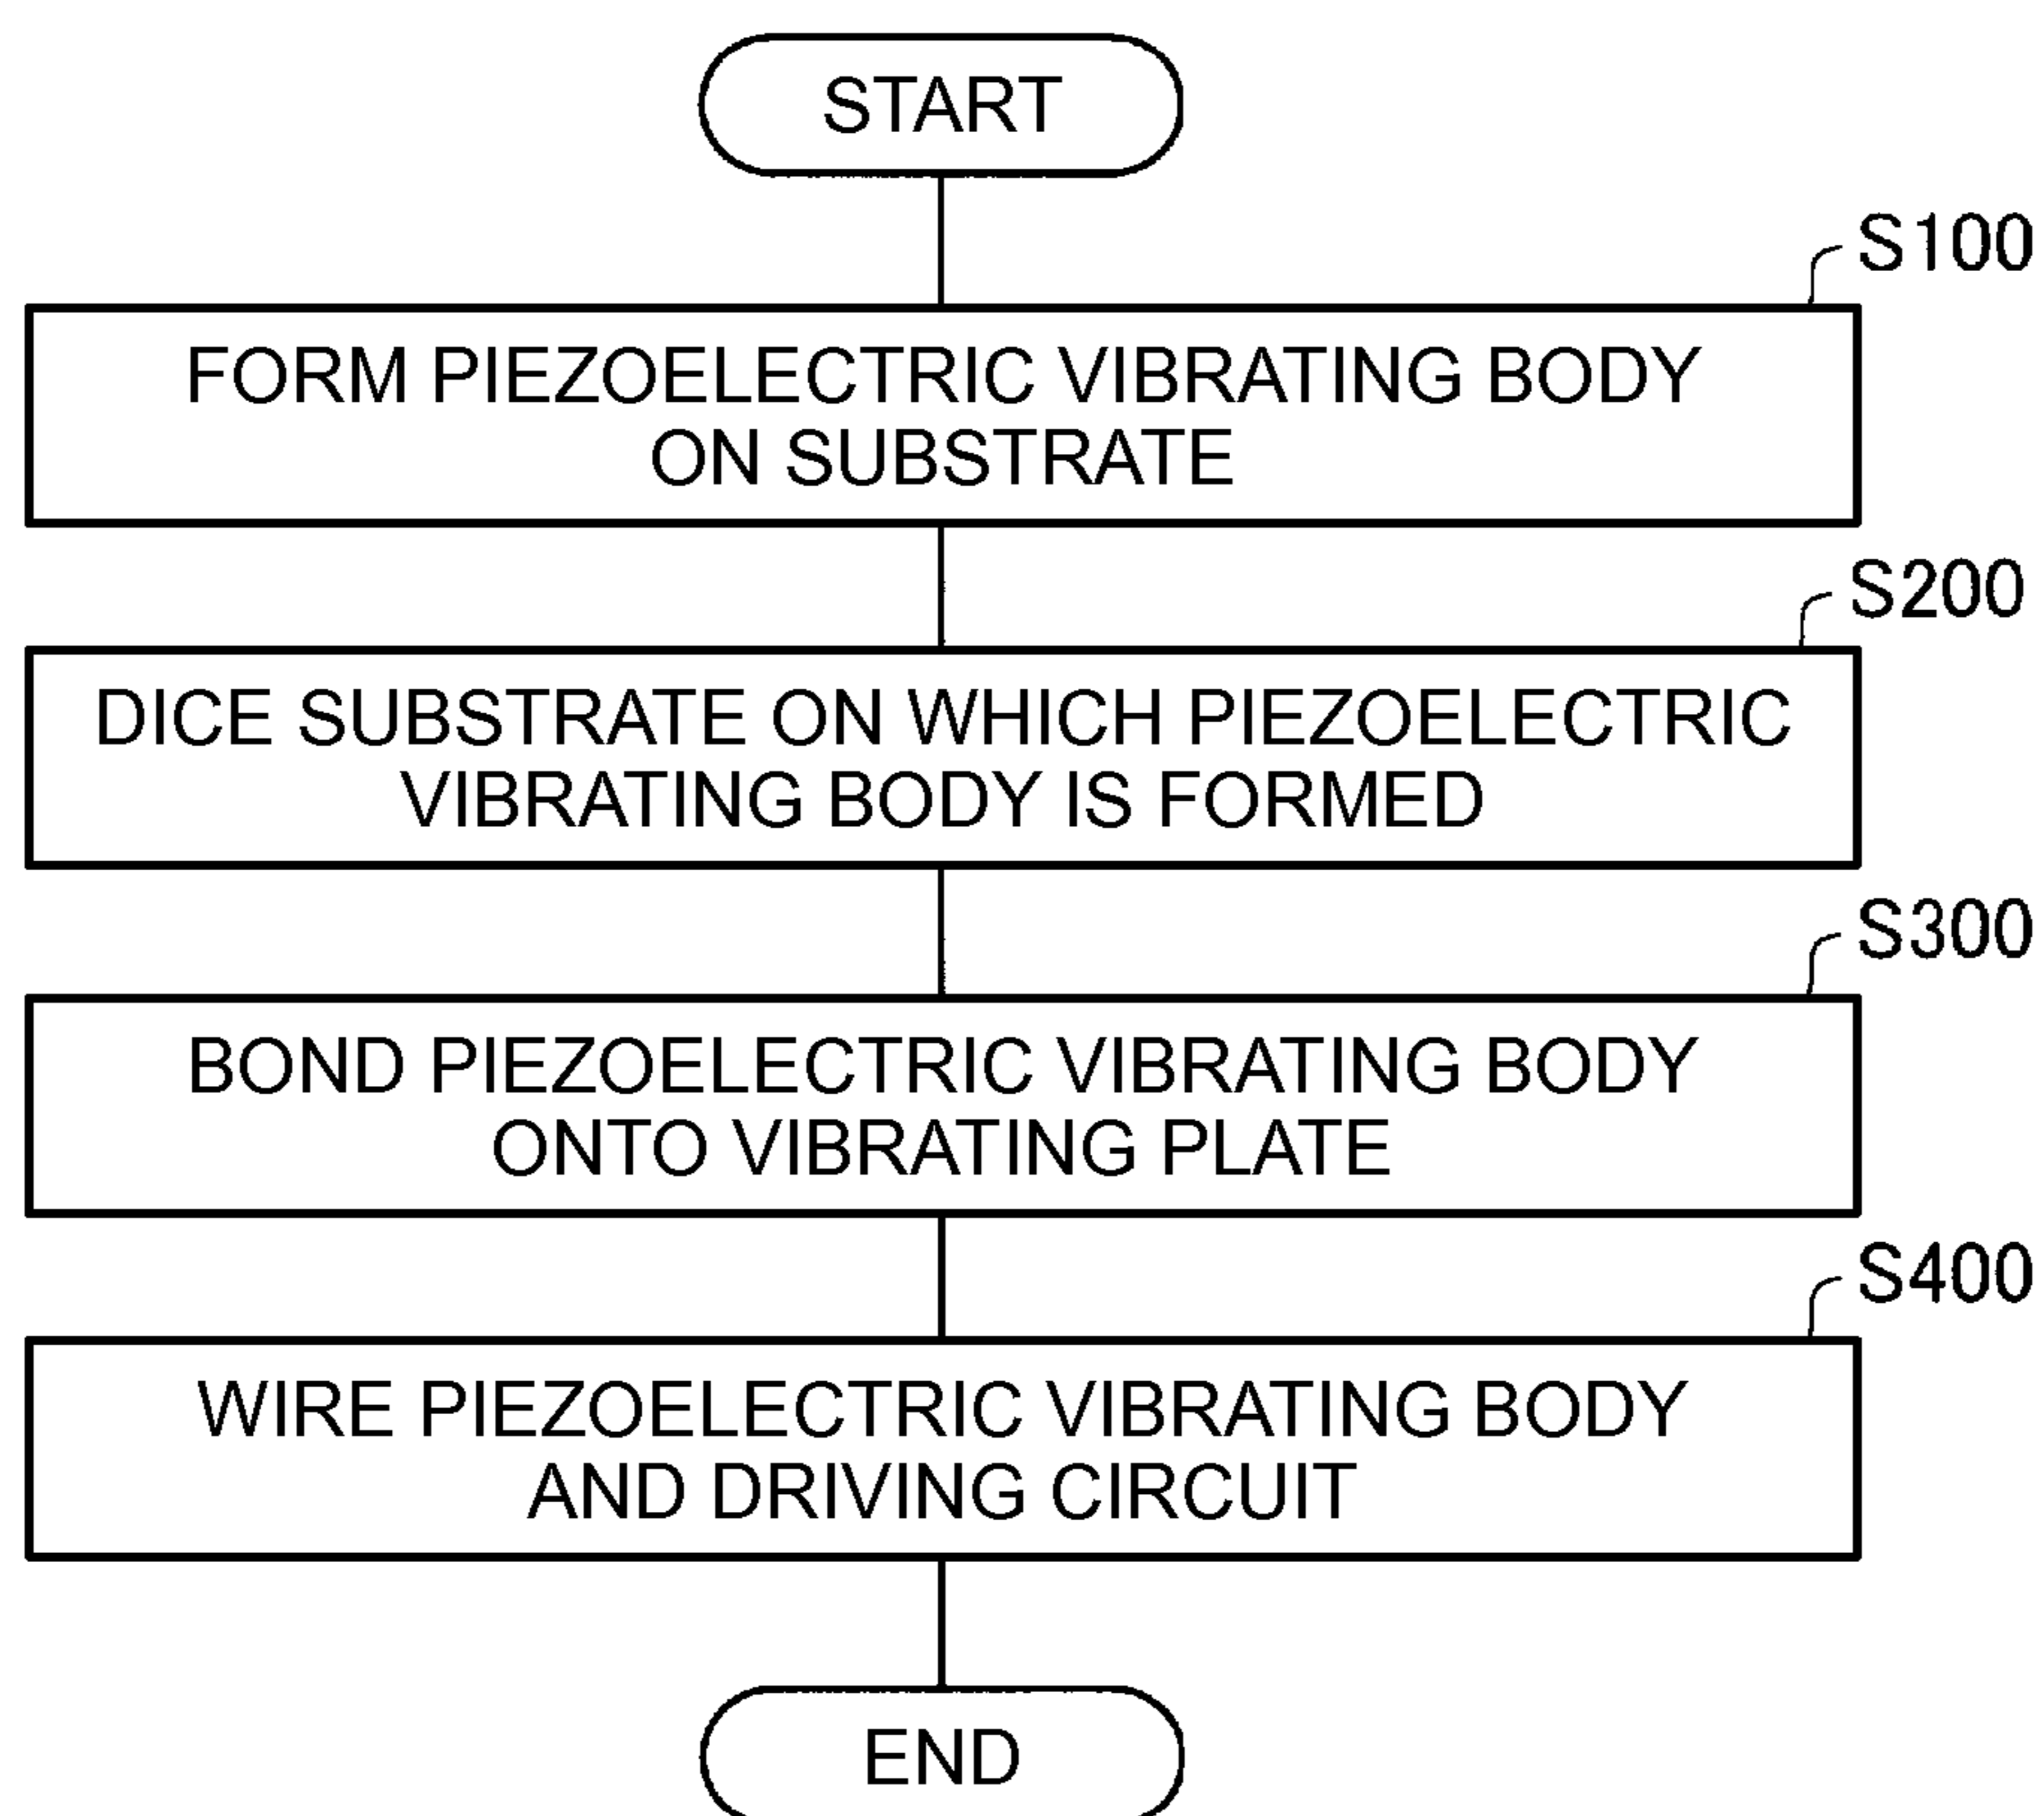 START
S100
FORM PIEZOELECTRIC VIBRATING BODY
ON SUBSTRATE
S200
DICE SUBSTRATE ON WHICH PIEZOELECTRIC
VIBRATING BODY IS FORMED
S300
BOND PIEZOELECTRIC VIBRATING BODY
ONTO VIBRATING PLATE
S400
WIRE PIEZOELECTRIC VIBRATING BODY
AND DRIVING CIRCUIT
END